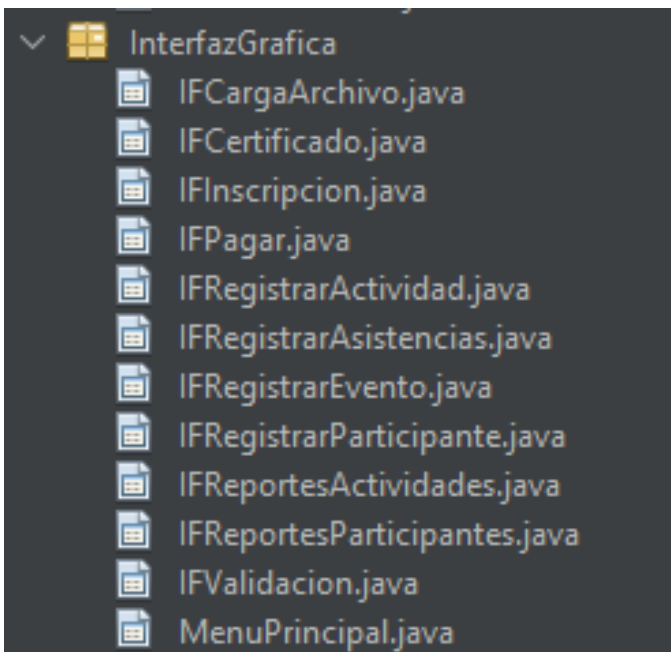 InterfazGrafica
IFCargaArchivo.java
IFCertificado.java
IFInscripcion.java
IFPagar.java
IFRegistrarActividad.java
IFRegistrarAsistencias.java
IFRegistrarEvento.java
IFRegistrarParticipante.java
IFReportesActividades.java
IFReportesParticipantes.java
IFValidacion.java
MenuPrincipal.java